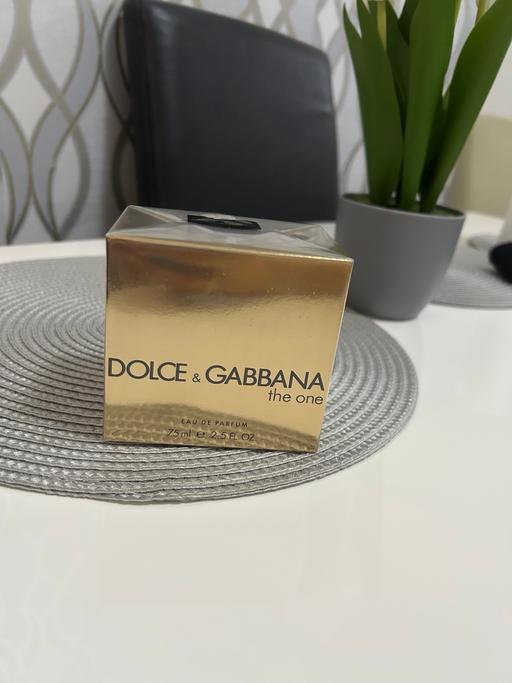 DOLCE & GABBANA
the one
EAU DE PARFUM
75ml e 2.5 FL.OZ.